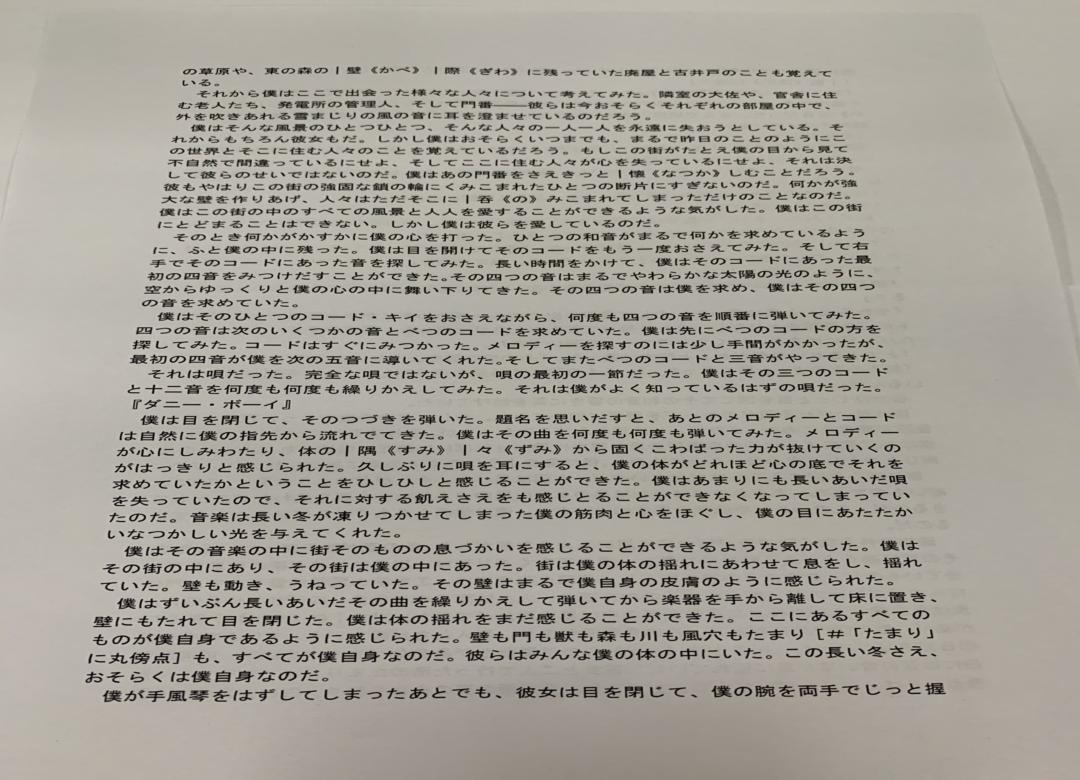 の草原や、東の森の|壁《かべ》|際《ぎわ》に残っていた廃屋と古井戸のことも覚えて
いる。
それから僕はここで出会った様々な人々について考えてみた。隣室の大佐や、官舎に住
む老人たち、発電所の管理人、そして門番――彼らは今おそらくそれぞれの部屋の中で、
外を吹きあれる雪まじりの風の音に耳を澄ませているのだろう。
僕はそんな風景のひとつひとつ、そんな人々の一人一人を永遠に失おうとしている。そ
れからもちろん彼女もだ。しかし僕はおそらくいつまでも、まるで昨日のことのようにこ
の世界とそこに住む人々のことを覚えているだろう。もしこの街がたとえ僕の目から見て
不自然で間違っているにせよ、そしてここに住む人々が心を失っているにせよ、それは決
して彼らのせいではないのだ。僕はあの門番をさえきっと|懐《なつか》しむことだろう。
彼もやはりこの街の強固な鎖の輪にくみこまれたひとつの断片にすぎないのだ。何かが強
大な壁を作りあげ、人々はただそこに|呑《の》みこまれてしまっただけのことなのだ。
僕はこの街の中のすべての風景と人人を愛することができるような気がした。僕はこの街
にとどまることはできない。しかし僕は彼らを愛しているのだ。
そのとき何かがかすかに僕の心を打った。ひとつの和音がまるで何かを求めているよう
に、ふと僕の中に残った。僕は目を開けてそのコードをもう一度おさえてみた。そして右
手でそのコードにあった音を探してみた。長い時間をかけて、僕はそのコードにあった最
初の四音をみつけだすことができた。その四つの音はまるでやわらかな太陽の光のように、
空からゆっくりと僕の心の中に舞い下りてきた。その四つの音は僕を求め、僕はその四つ
の音を求めていた。
僕はそのひとつのコード・キイをおさえながら、何度も四つの音を順番に弾いてみた。
四つの音は次のいくつかの音とべつのコードを求めていた。僕は先にべつのコードの方を
探してみた。コードはすぐにみつかった。メロディーを探すのには少し手間がかかったが、
最初の四音が僕を次の五音に導いてくれた。そしてまたべつのコードと三音がやってきた。
それは唄だった。完全な唄ではないが、唄の最初の一節だった。僕はその三つのコード
と十二音を何度も何度も繰りかえしてみた。それは僕がよく知っているはずの唄だった。
『ダニー・ボーイ』
僕は目を閉じて、そのつづきを弾いた。題名を思いだすと、あとのメロディーとコード
は自然に僕の指先から流れでてきた。僕はその曲を何度も何度も弾いてみた。メロディー
が心にしみわたり、体の|隅《すみ》|々《ずみ》から固くこわばった力が抜けていくの
がはっきりと感じられた。久しぶりに唄を耳にすると、僕の体がどれほど心の底でそれを
求めていたかということをひしひしと感じることができた。僕はあまりにも長いあいだ唄
を失っていたので、それに対する飢えさえをも感じとることができなくなってしまってい
たのだ。音楽は長い冬が凍りつかせてしまった僕の筋肉と心をほぐし、僕の目にあたたか
いなつかしい光を与えてくれた。
僕はその音楽の中に街そのものの息づかいを感じることができるような気がした。僕は
その街の中にあり、その街は僕の中にあった。街は僕の体の揺れにあわせて息をし、揺れ
ていた。壁も動き、うねっていた。その壁はまるで僕自身の皮膚のように感じられた。
僕はずいぶん長いあいだその曲を繰りかえして弾いてから楽器を手から離して床に置き、
壁にもたれて目を閉じた。僕は体の揺れをまだ感じることができた。ここにあるすべての
ものが僕自身であるように感じられた。壁も門も獣も森も川も風穴もたまり[#「たまり」
に丸傍点]も、すべてが僕自身なのだ。彼らはみんな僕の体の中にいた。この長い冬さえ、
おそらくは僕自身なのだ。
僕が手風琴をはずしてしまったあとでも、彼女は目を閉じて、僕の腕を両手でじっと握